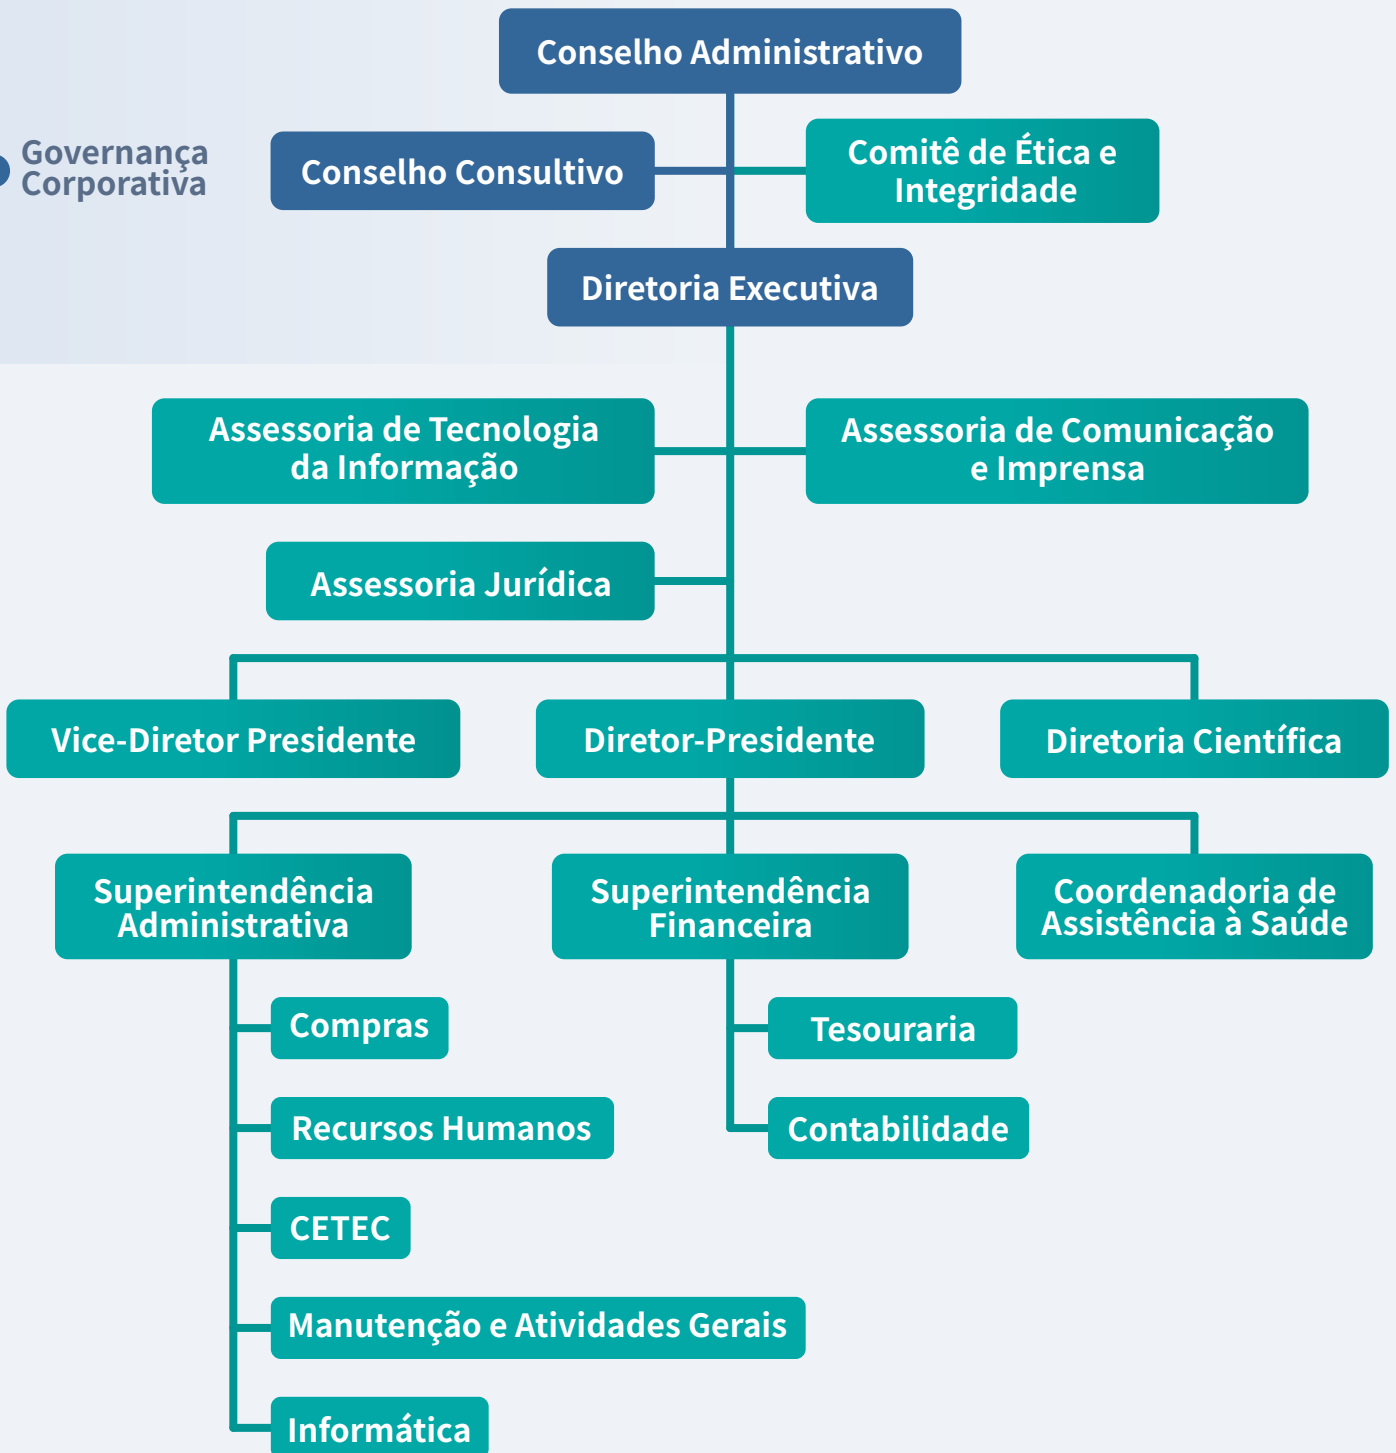 Conselho Administrativo
Governança
Corporativa
Conselho Consultivo
Comitê de Ética e
Integridade
Diretoria Executiva
Assessoria de Tecnologia
da Informação
Assessoria de Comunicação
e Imprensa
Assessoria Jurídica
Vice-Diretor Presidente
Diretor-Presidente
Diretoria Científica
Superintendência
Administrativa
Superintendência
Financeira
Coordenadoria de
Assistência à Saúde
Compras
Tesouraria
Recursos Humanos
Contabilidade
CETEC
Manutenção e Atividades Gerais
Informática